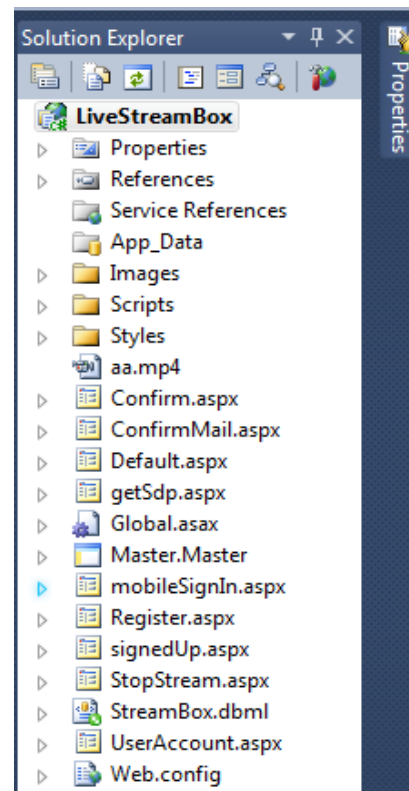 Solution Explorer
Properties
LiveStreamBox
Properties
References
Service References
App_Data
Images
Scripts
Styles
aa.mp4
Confirm.aspx
ConfirmMail.aspx
Default.aspx
getSdp.aspx
Global.asax
Master.Master
mobileSignIn.aspx
Register.aspx
signedUp.aspx
StopStream.aspx
StreamBox.dbml
UserAccount.aspx
Web.config